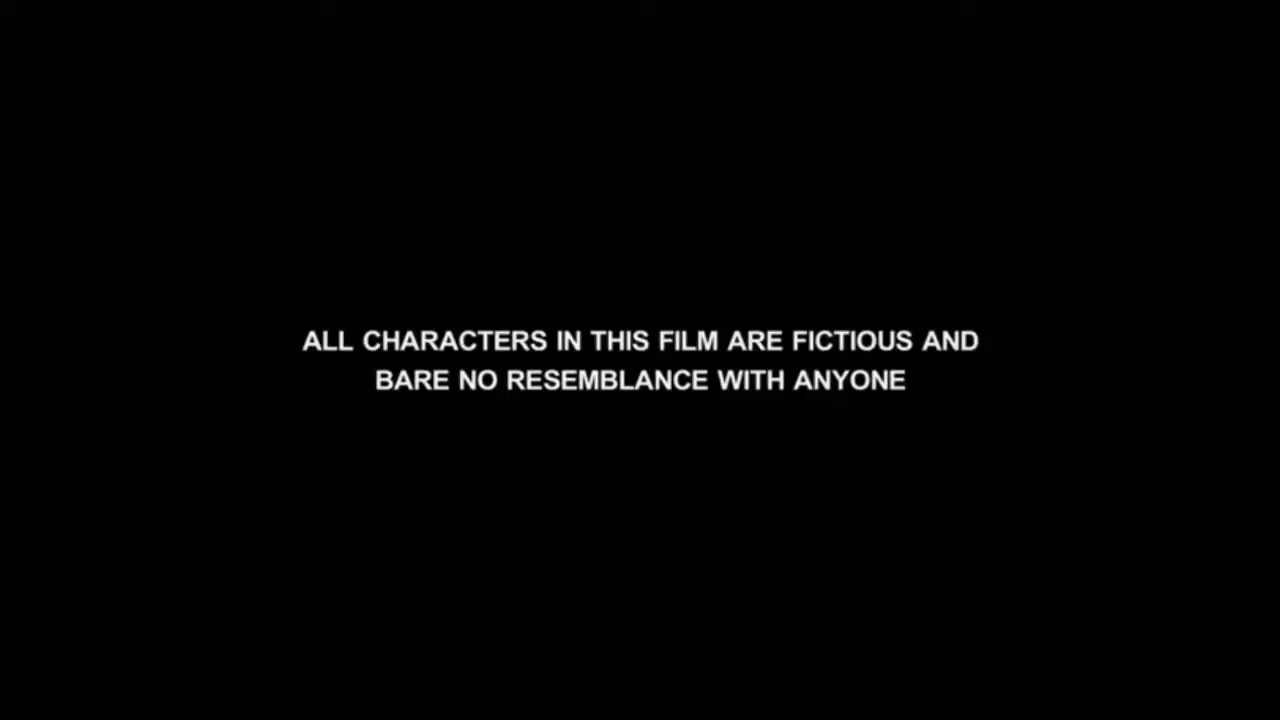 ALL CHARACTERS IN THIS FILM ARE FICTIOUS AND
BARE NO RESEMBLANCE WITH ANYONE